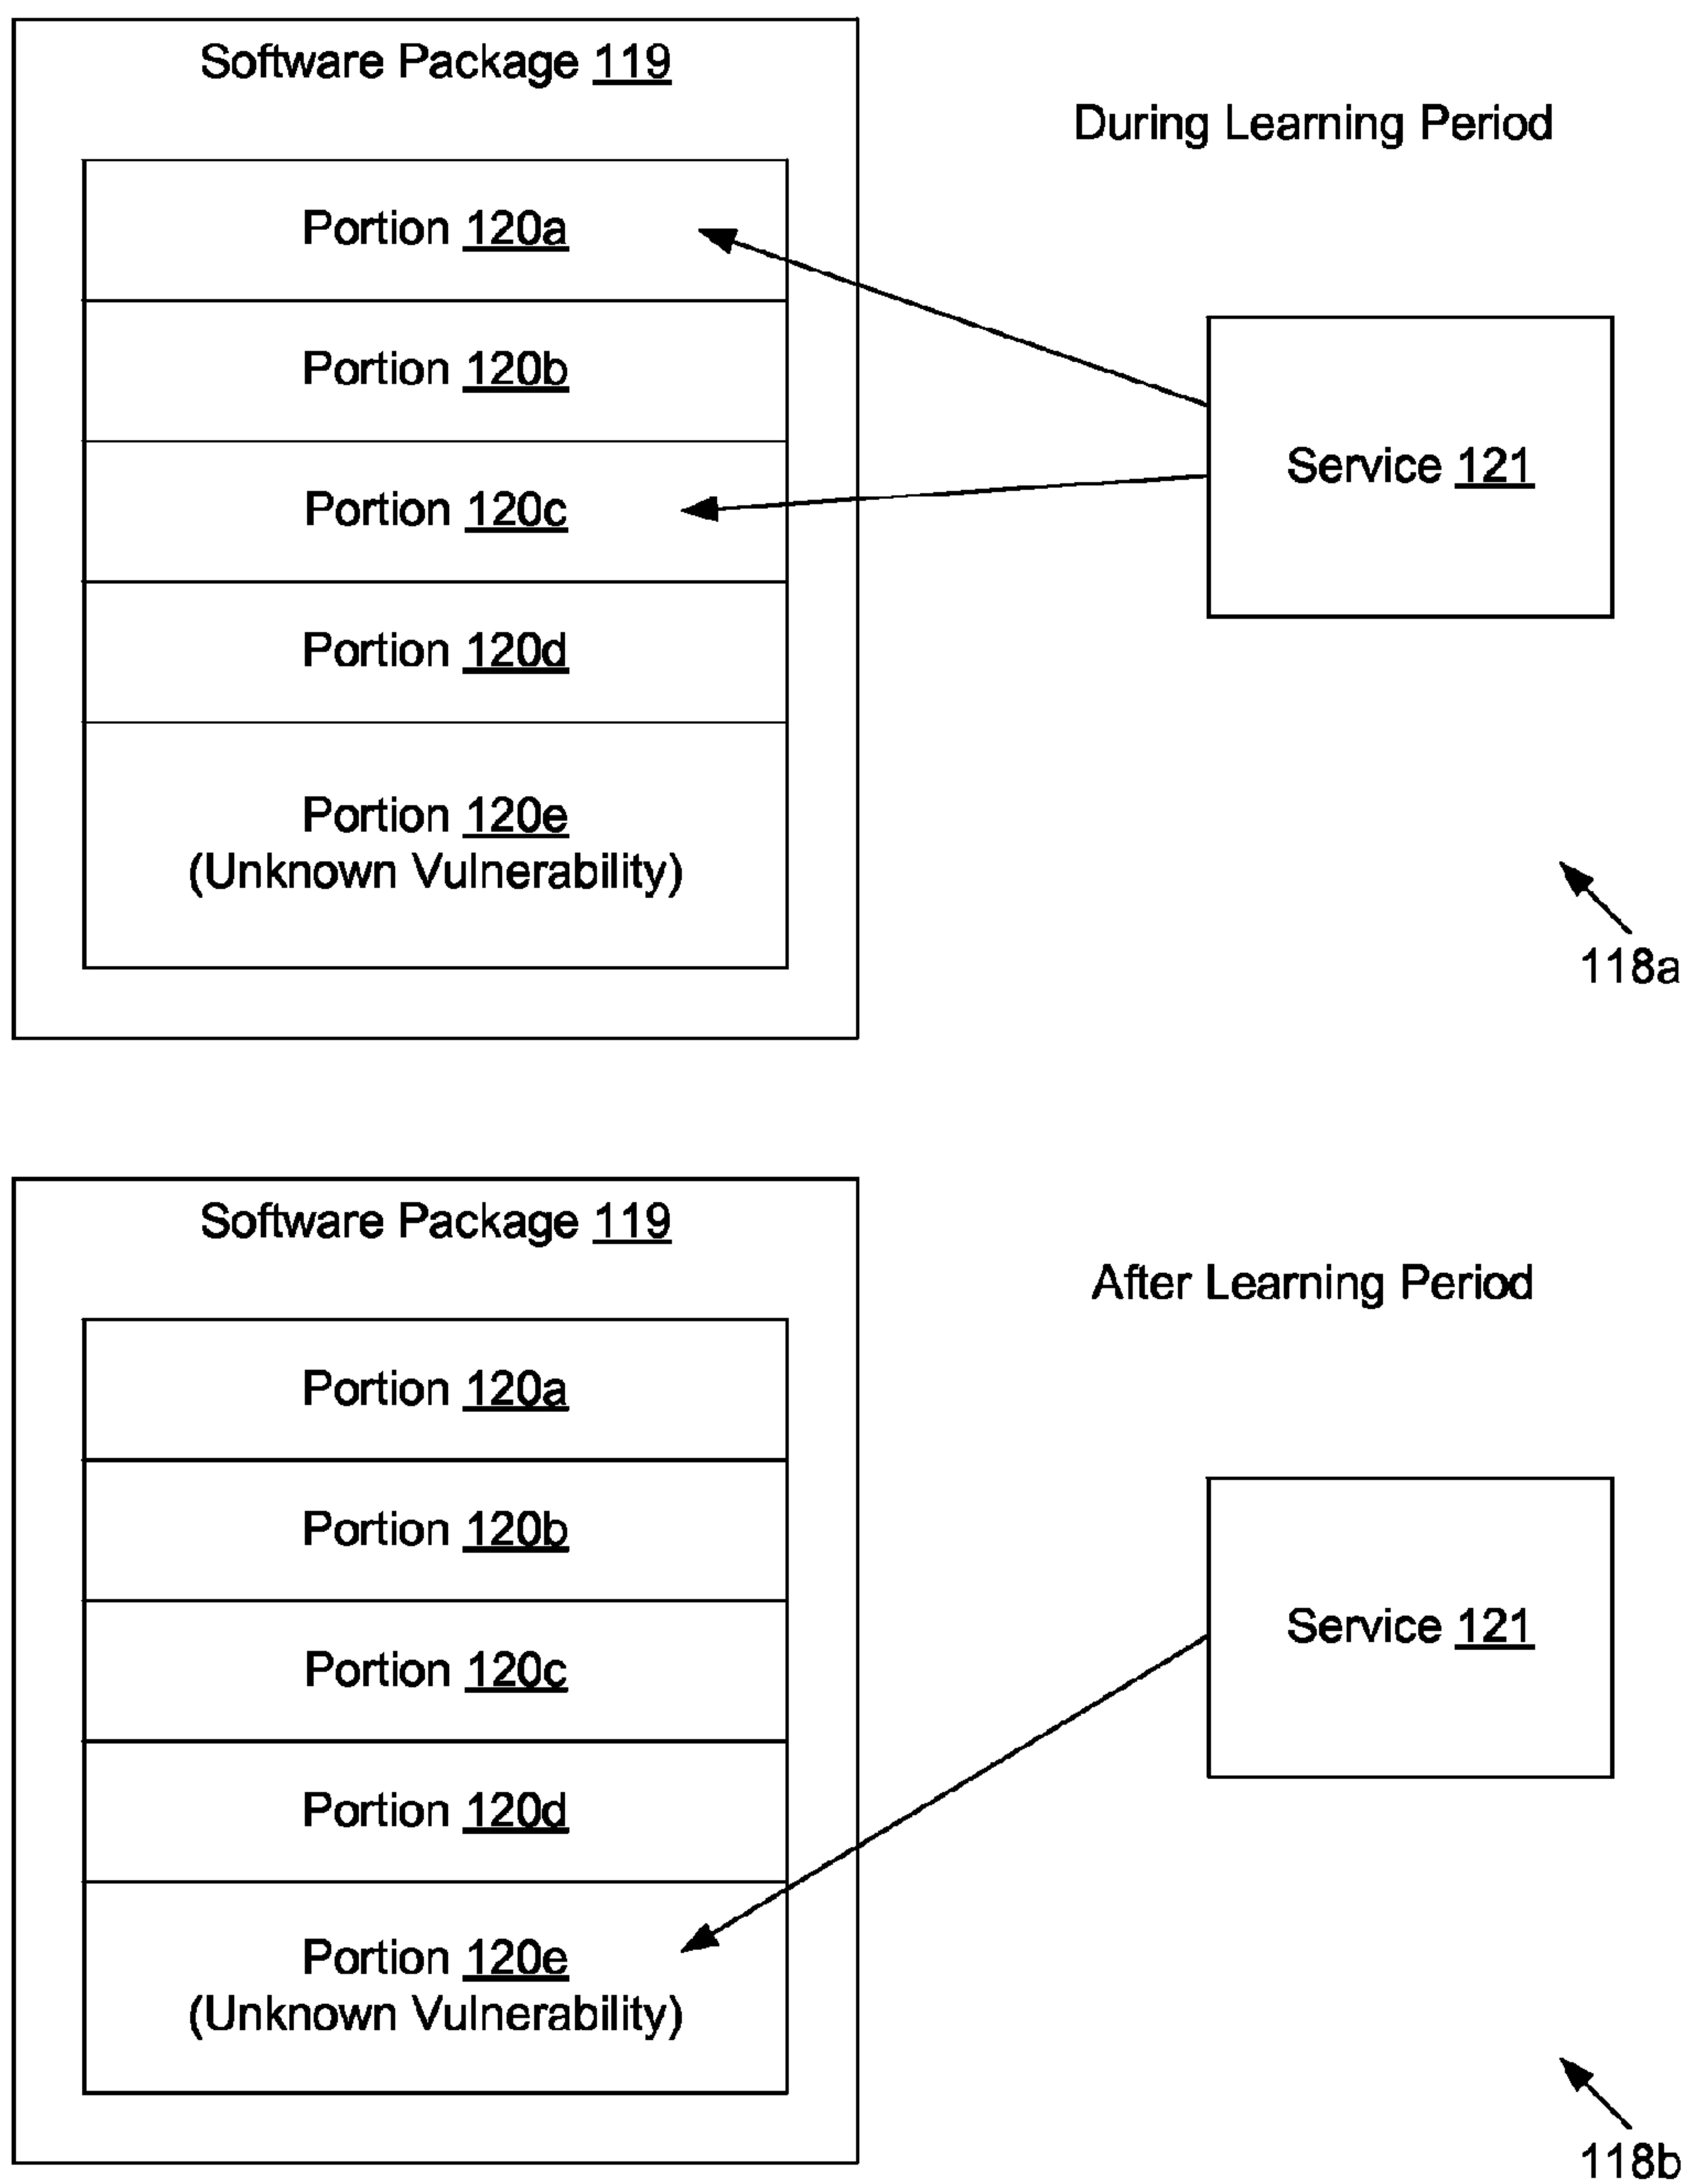 Software Package 119
During Learning Period
Portion 120a
Portion 120b
Service 121
Portion 120c
Portion 120d
Portion 120e
(Unknown Vulnerability)
118a
Software Package 119
After Learning Period
Portion 120a
Portion 120b
Service 121
Portion 120c
Portion 120d
Portion 120e
(Unknown Vulnerability)
118b